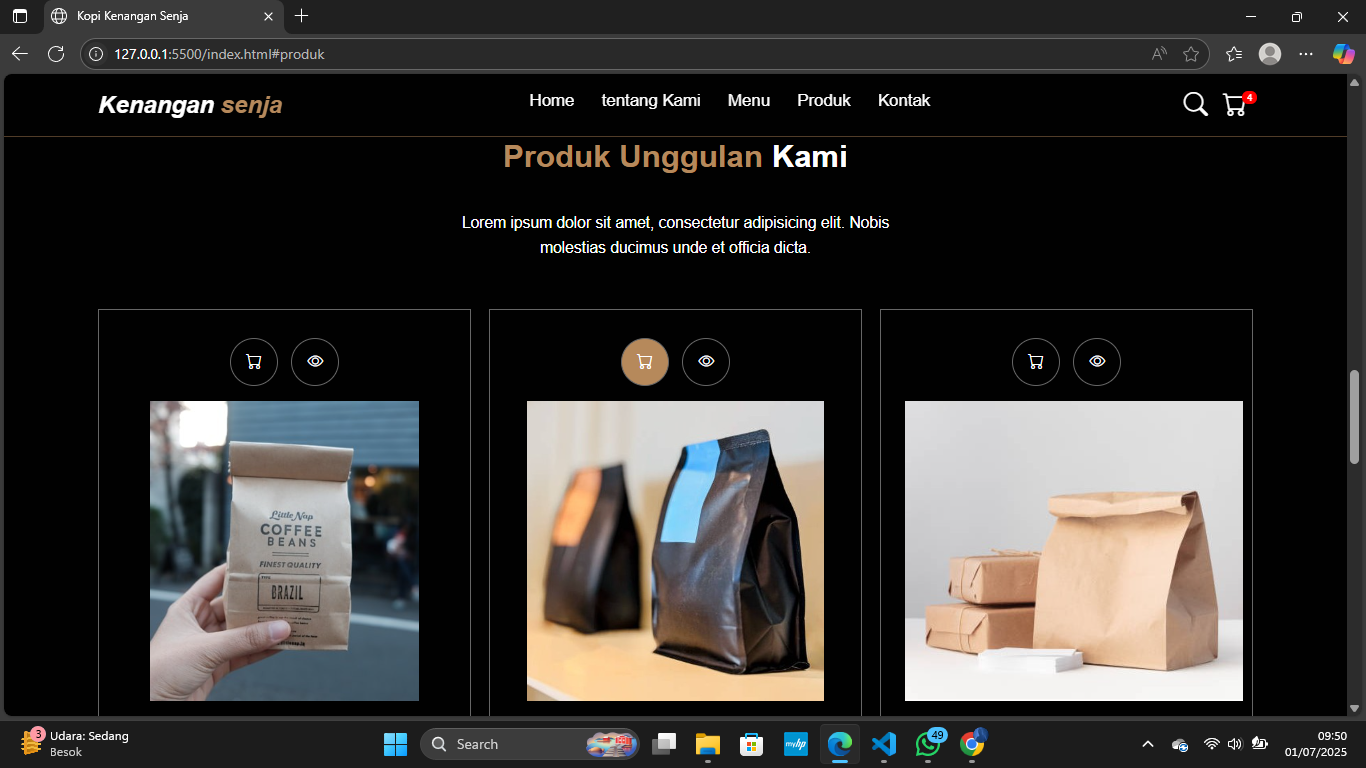 Kopi Kenangan Senja
127.0.0.1:5500/index.html#produk
Kenangan senja
Home tentang Kami Menu Produk Kontak
4
Produk Unggulan Kami
Lorem ipsum dolor sit amet, consectetur adipisicing elit. Nobis
molestias ducimus unde et officia dicta.
Little Nap
COFFEE
BEANS
FINEST QUALITY
BRAZIL
3
Udara: Sedang
Besok
Search
myhp
49
09:50
01/07/2025